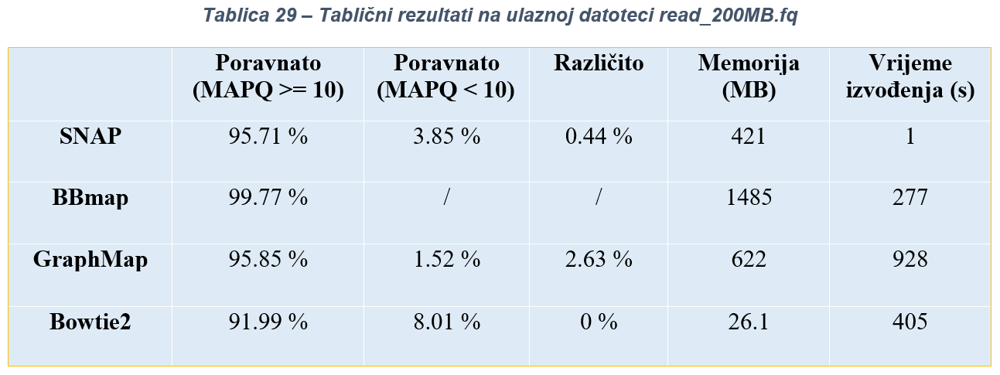 Tablica 29 – Tablični rezultati na ulaznoj datoteci read_200MB.fq
Poravnato (MAPQ >= 10) Poravnato (MAPQ < 10) Različito Memorija (MB) Vrijeme izvođenja (s)
SNAP 95.71 % 3.85 % 0.44 % 421 1
BBmap 99.77 % / / 1485 277
GraphMap 95.85 % 1.52 % 2.63 % 622 928
Bowtie2 91.99 % 8.01 % 0 % 26.1 405